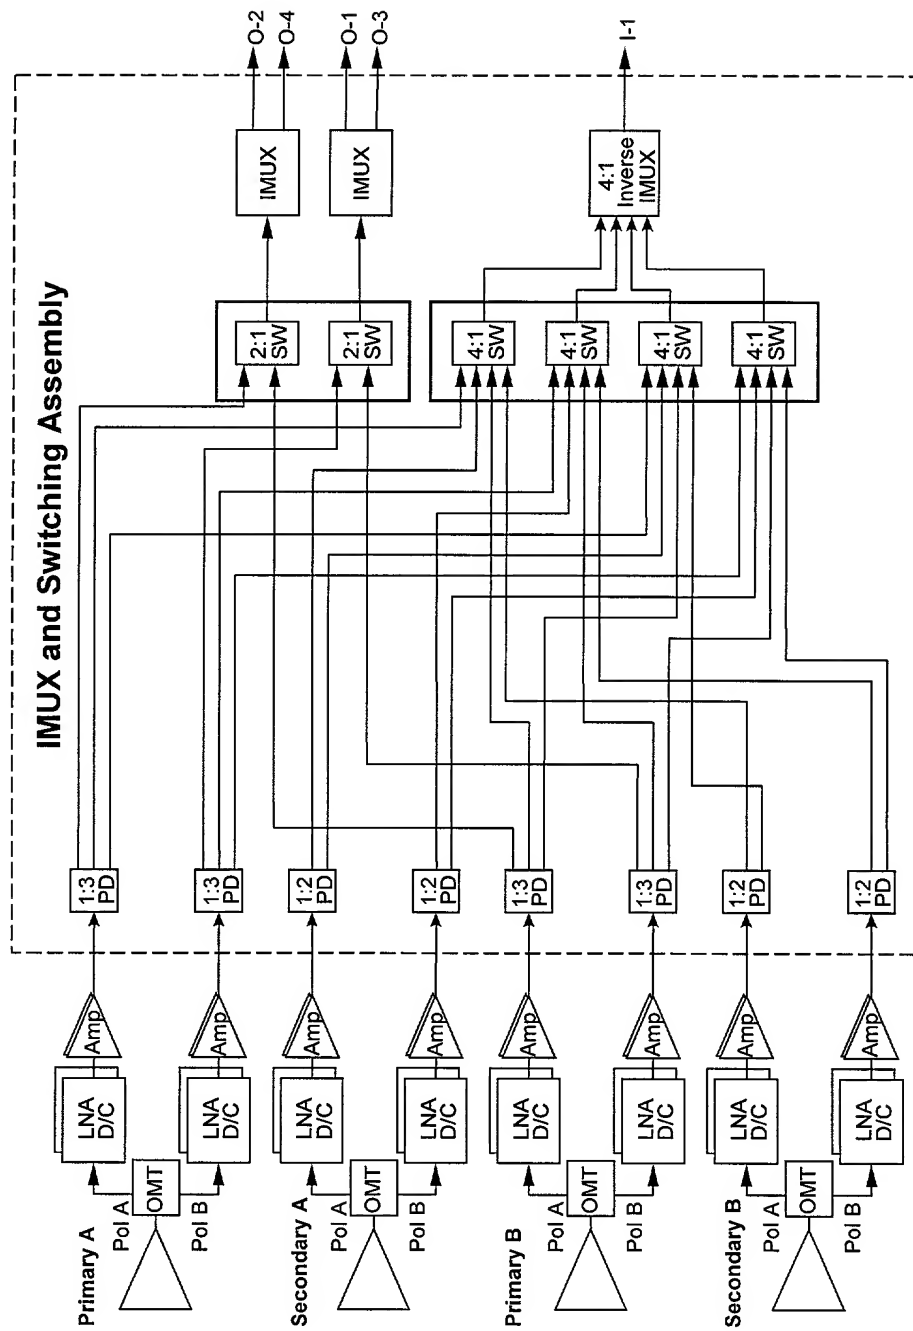 IMUX and Switching Assembly
Primary A
Pol A
OMT
Pol B
LNA
D/C
Amp
1:3
PD
LNA
D/C
Amp
1:3
PD
Secondary A
Pol A
OMT
Pol B
LNA
D/C
Amp
1:2
PD
LNA
D/C
Amp
1:2
PD
Primary B
Pol A
OMT
Pol B
LNA
D/C
Amp
1:3
PD
LNA
D/C
Amp
1:3
PD
Secondary B
Pol A
OMT
Pol B
LNA
D/C
Amp
1:2
PD
LNA
D/C
Amp
1:2
PD
2:1
SW
2:1
SW
4:1
SW
4:1
SW
4:1
SW
4:1
SW
IMUX
IMUX
4:1
Inverse
IMUX
O-2
O-4
O-1
O-3
I-1